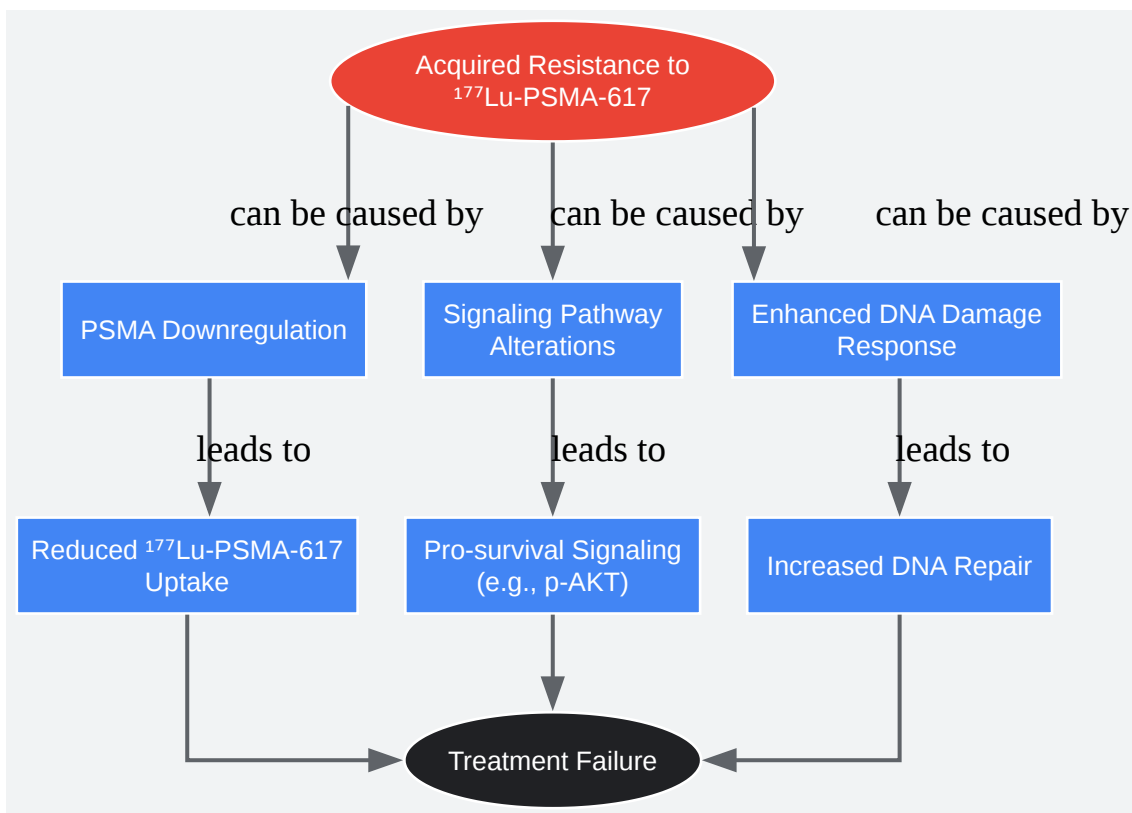 Acquired Resistance to
¹⁷⁷Lu-PSMA-617
can be caused by
can be caused by
can be caused by
PSMA Downregulation
Signaling Pathway
Alterations
Enhanced DNA Damage
Response
leads to
leads to
leads to
Reduced ¹⁷⁷Lu-PSMA-617
Uptake
Pro-survival Signaling
(e.g., p-AKT)
Increased DNA Repair
Treatment Failure